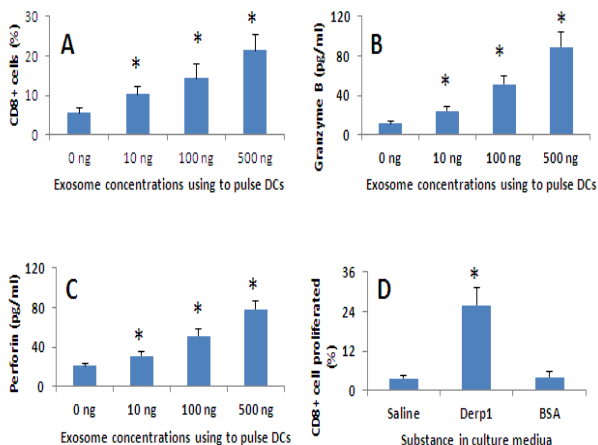 A
CD8+ cells (%)
30
20
10
0
* * *
0 ng 10 ng 100 ng 500 ng
Exosome concentrations using to pulse DCs
B
Granzyme B (pg/ml)
120
80
40
0
* * *
0 ng 10 ng 100 ng 500 ng
Exosome concentrations using to pulse DCs
C
Perforin (pg/ml)
120
80
40
0
* * *
0 ng 10 ng 100 ng 500 ng
Exosome concentrations using to pulse DCs
D
CD8+ cell proliferated
(%)
36
24
12
0
*
Saline Derp1 BSA
Substance in culture medjua